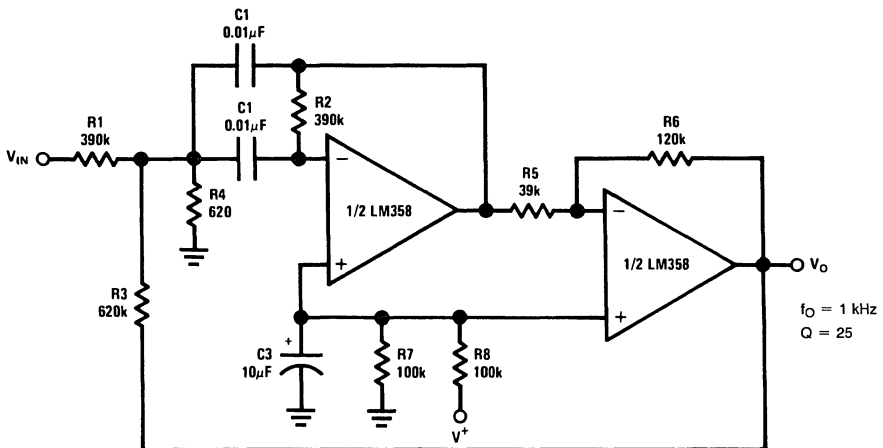 C1
0.01μF
C1
0.01μF
R2
390k
R1
390k
VIN
R4
620
R3
620k
–
+
1/2 LM358
R5
39k
R6
120k
–
+
1/2 LM358
VO
fO = 1 kHz
Q = 25
+
C3
10μF
R7
100k
R8
100k
V+